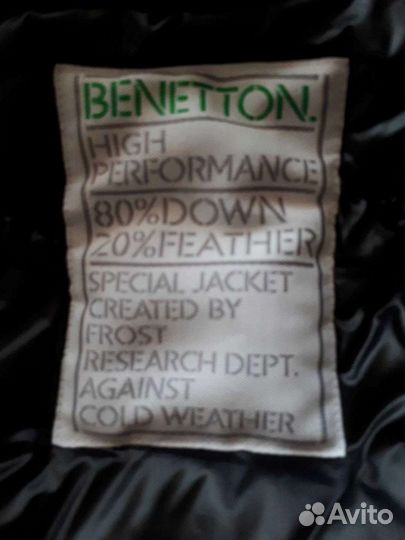 BENETTON.
HIGH
PERFORMANCE
80%DOWN
20%FEATHER
SPECIAL JACKET
CREATED BY
FROST
RESEARCH DEPT.
AGAINST
COLD WEATHER
Avito